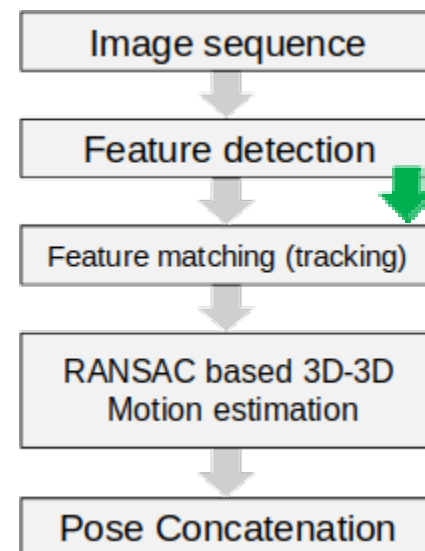 Image sequence
Feature detection
Feature matching (tracking)
RANSAC based 3D-3D
Motion estimation
Pose Concatenation